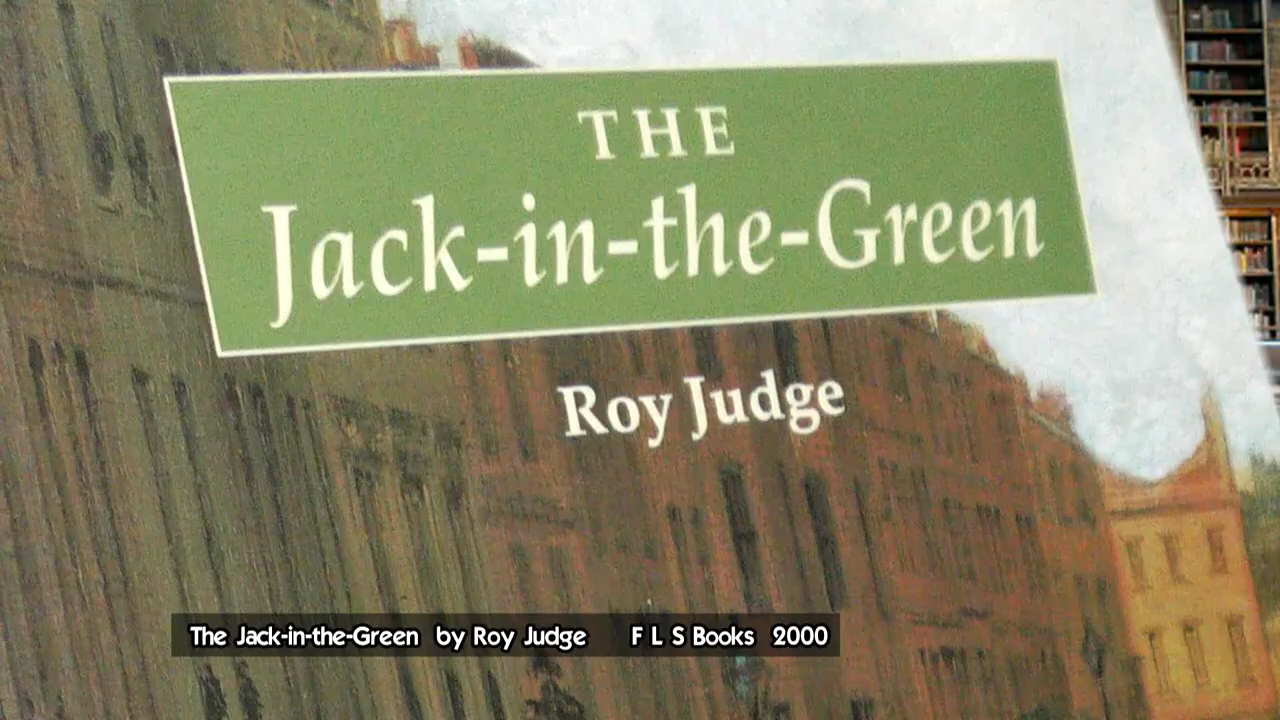 THE
Jack-in-the-Green
Roy Judge
The Jack-in-the-Green by Roy Judge F L S Books 2000